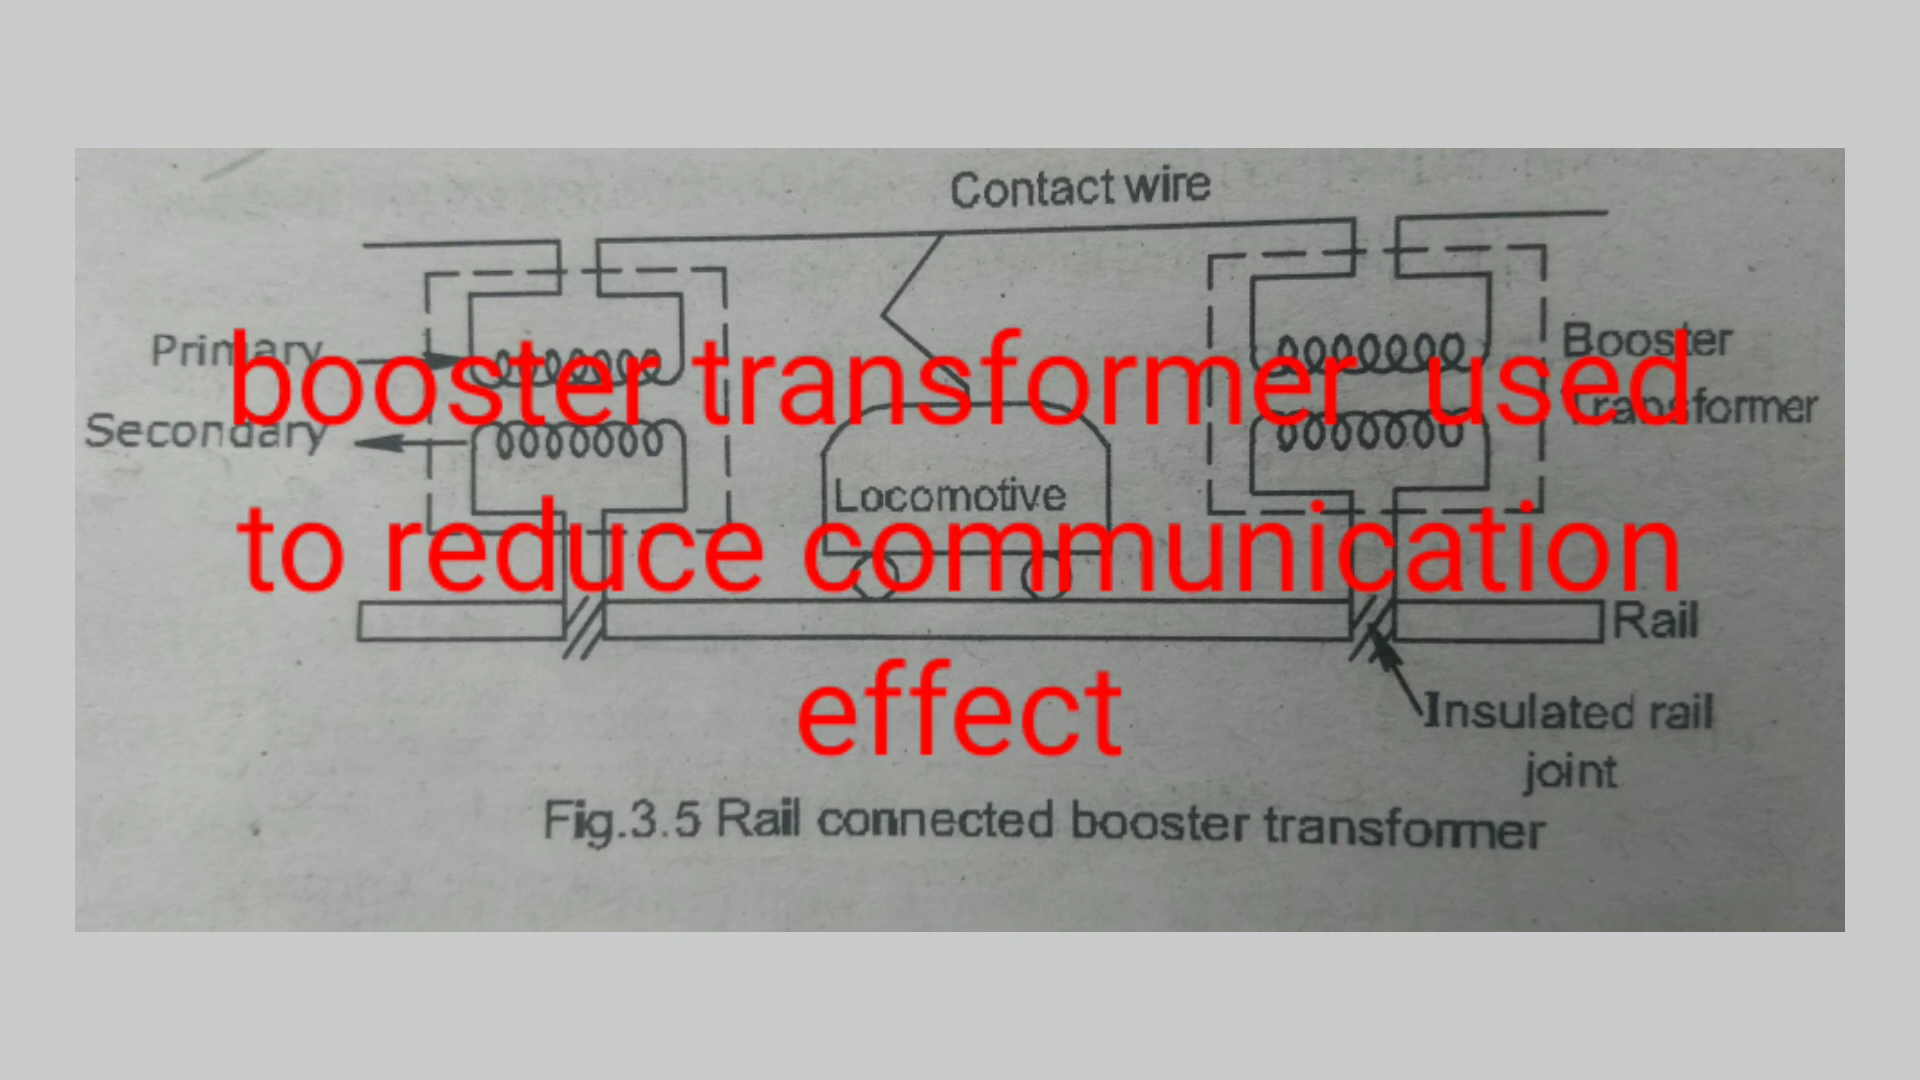 Contact wire
Primary
Secondary
Booster
Transformer
Locomotive
Rail
Insulated rail
joint
Fig.3.5 Rail connected booster transformer
booster transformer used
to reduce communication
effect